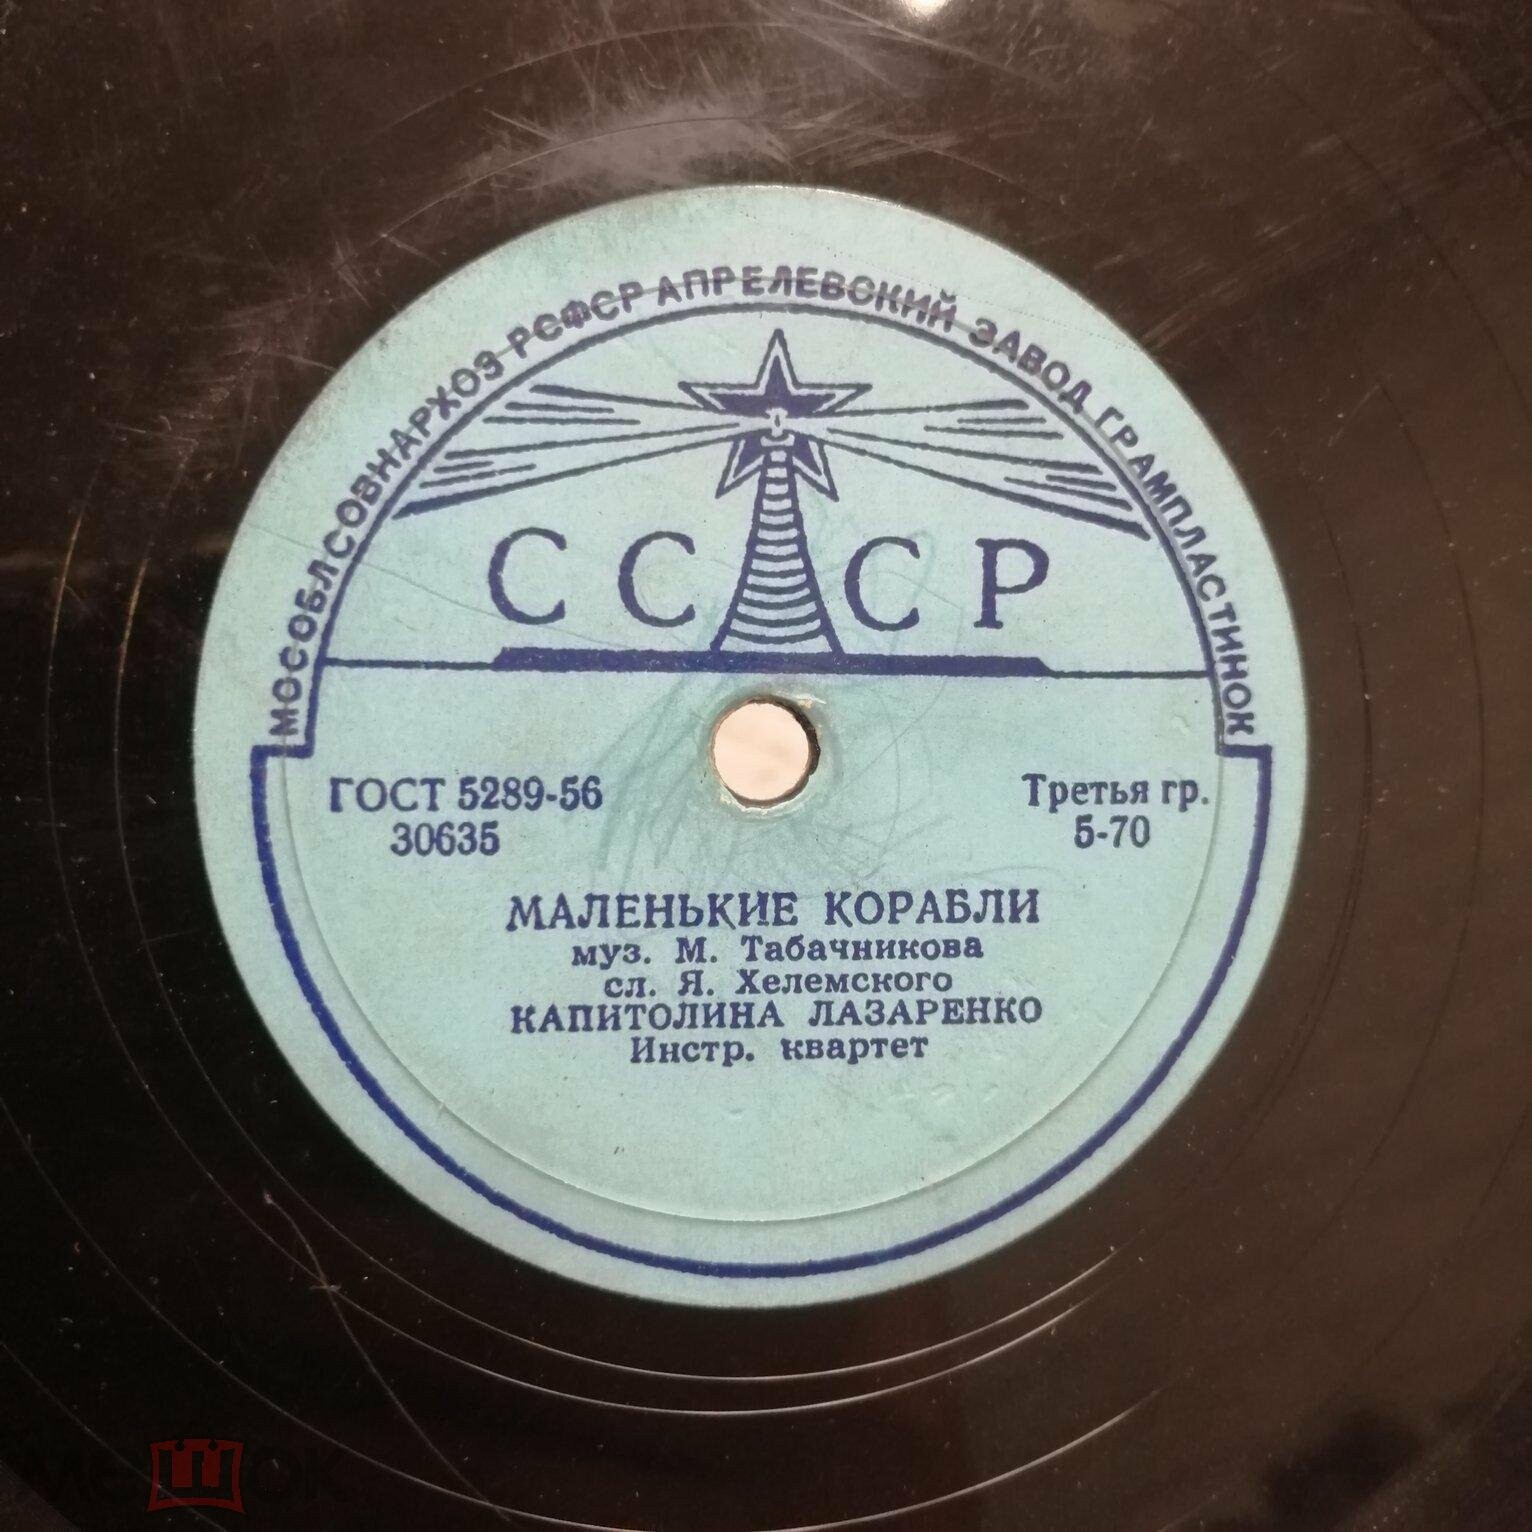 МОСОБЛСОВНАРХОЗ РСФСР АПРЕЛЕВСКИЙ ЗАВОД ГРАМПЛАСТИНОК
СССР
ГОСТ 5289-56
30635
Третья гр.
5-70
МАЛЕНЬКИЕ КОРАБЛИ
муз. М. Табачникова
сл. Я. Хелемского
КАПИТОЛИНА ЛАЗАРЕНКО
Инстр. квартет
мешок